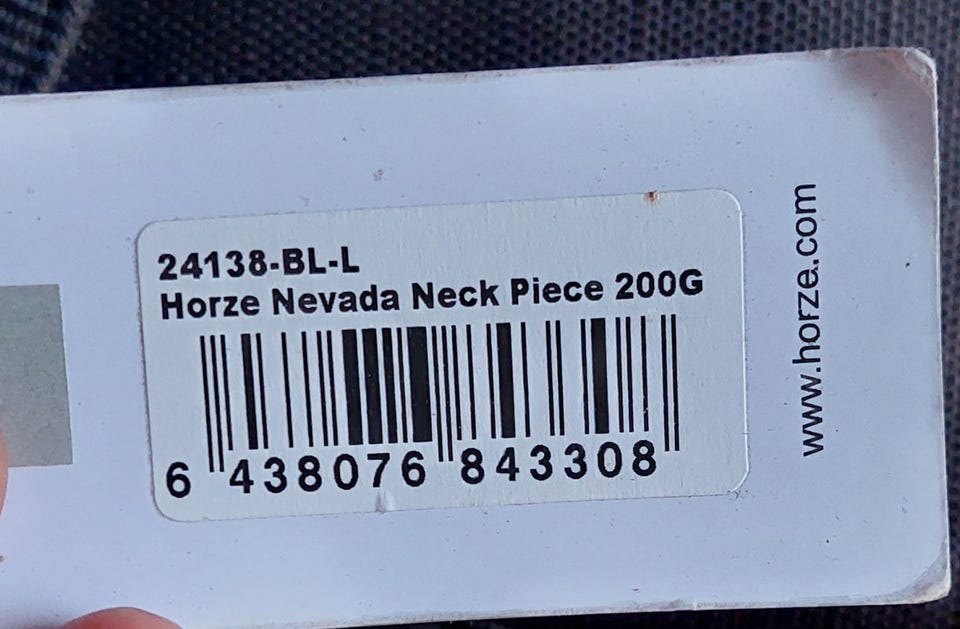 24138-BL-L
Horze Nevada Neck Piece 200G
6 438076 843308
www.horze.com